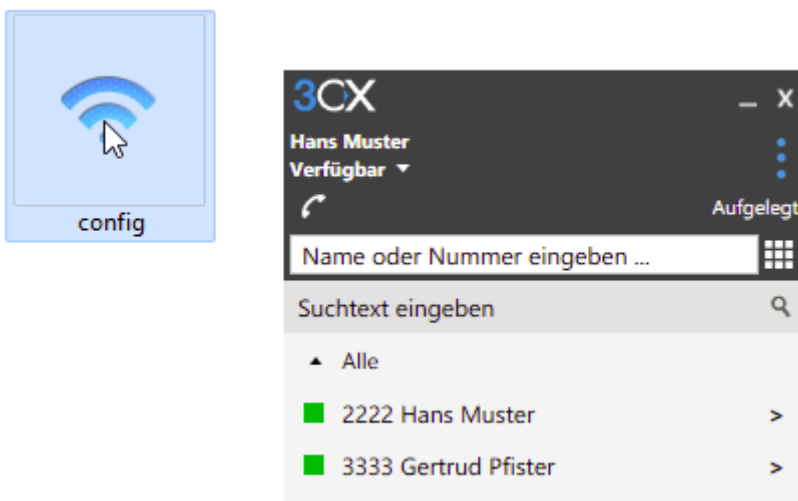 config
3CX
_ X
Hans Muster
Verfügbar
Aufgelegt
Name oder Nummer eingeben ...
Suchtext eingeben
Alle
2222 Hans Muster >
3333 Gertrud Pfister >